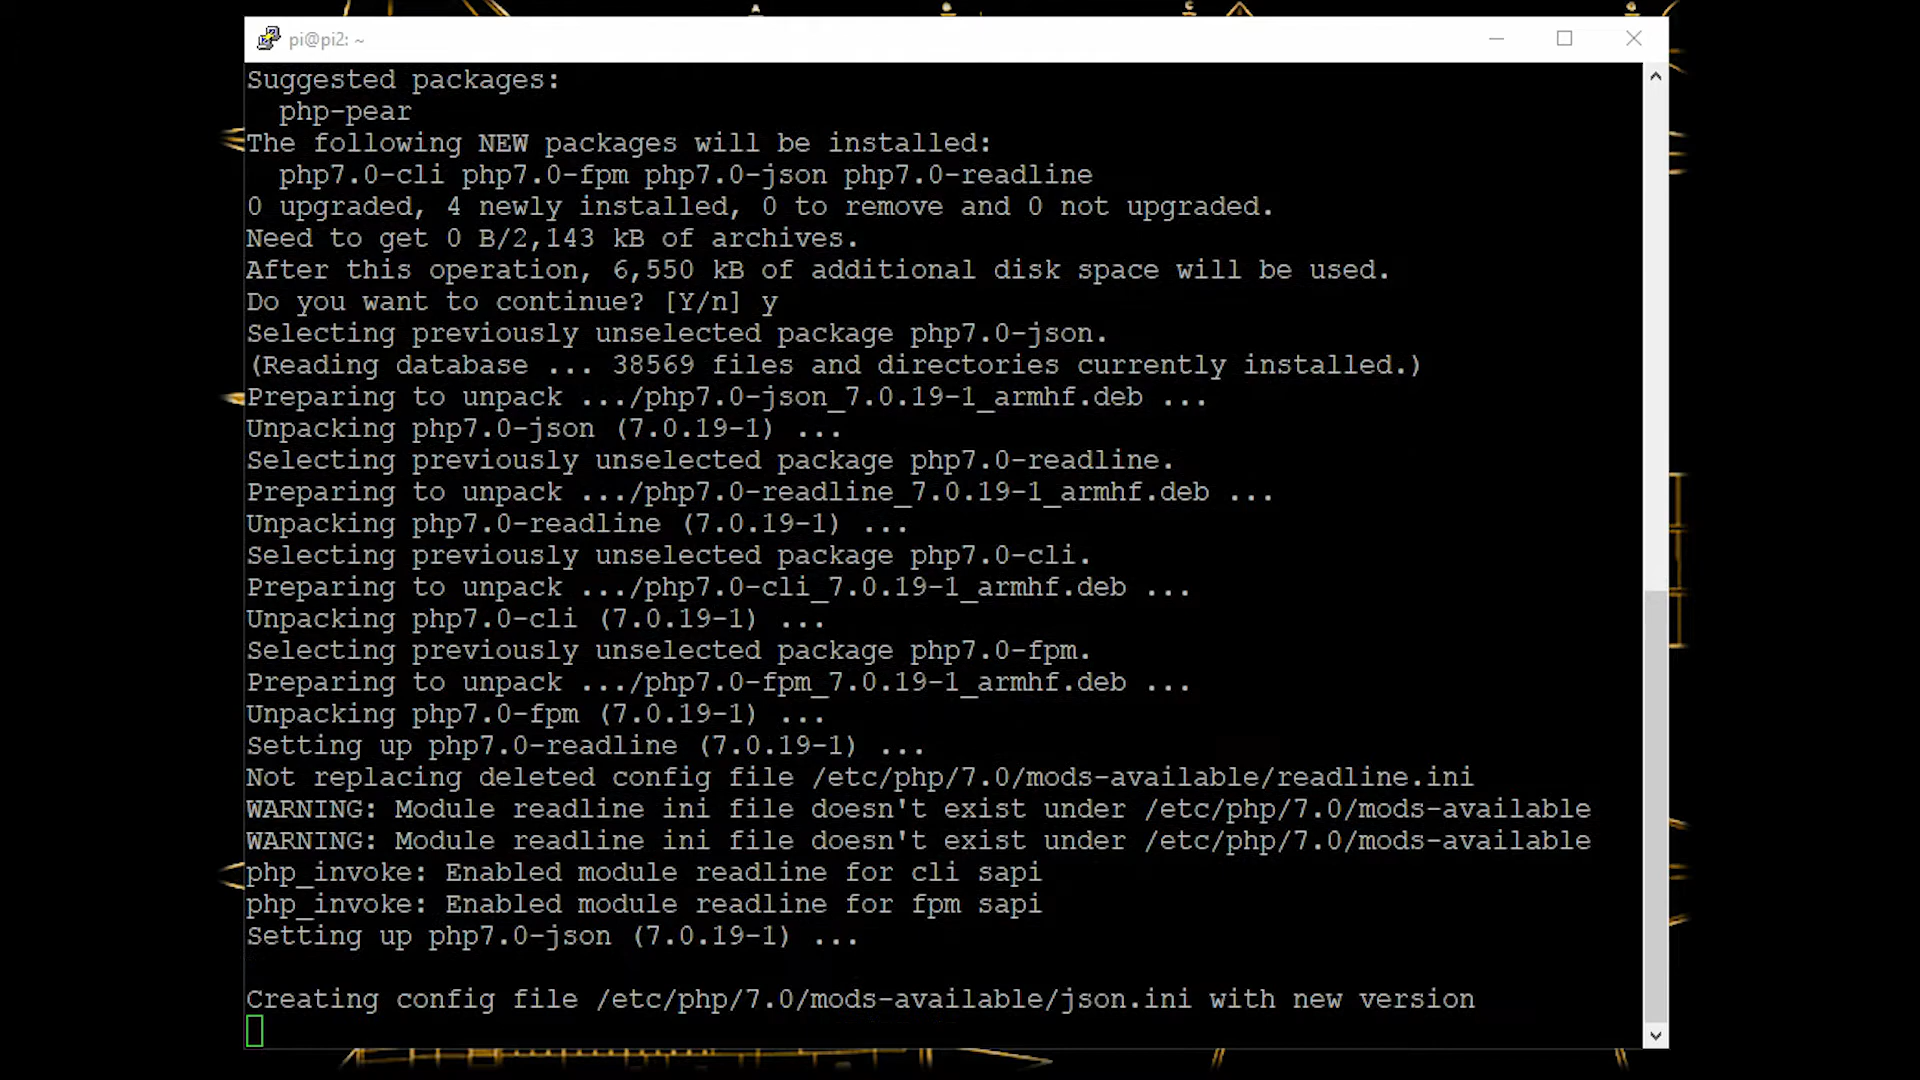 pi@pi2: ~
Suggested packages:
  php-pear
The following NEW packages will be installed:
  php7.0-cli php7.0-fpm php7.0-json php7.0-readline
0 upgraded, 4 newly installed, 0 to remove and 0 not upgraded.
Need to get 0 B/2,143 kB of archives.
After this operation, 6,550 kB of additional disk space will be used.
Do you want to continue? [Y/n] y
Selecting previously unselected package php7.0-json.
(Reading database ... 38569 files and directories currently installed.)
Preparing to unpack .../php7.0-json_7.0.19-1_armhf.deb ...
Unpacking php7.0-json (7.0.19-1) ...
Selecting previously unselected package php7.0-readline.
Preparing to unpack .../php7.0-readline_7.0.19-1_armhf.deb ...
Unpacking php7.0-readline (7.0.19-1) ...
Selecting previously unselected package php7.0-cli.
Preparing to unpack .../php7.0-cli_7.0.19-1_armhf.deb ...
Unpacking php7.0-cli (7.0.19-1) ...
Selecting previously unselected package php7.0-fpm.
Preparing to unpack .../php7.0-fpm_7.0.19-1_armhf.deb ...
Unpacking php7.0-fpm (7.0.19-1) ...
Setting up php7.0-readline (7.0.19-1) ...
Not replacing deleted config file /etc/php/7.0/mods-available/readline.ini
WARNING: Module readline ini file doesn't exist under /etc/php/7.0/mods-available
WARNING: Module readline ini file doesn't exist under /etc/php/7.0/mods-available
php_invoke: Enabled module readline for cli sapi
php_invoke: Enabled module readline for fpm sapi
Setting up php7.0-json (7.0.19-1) ...
Creating config file /etc/php/7.0/mods-available/json.ini with new version